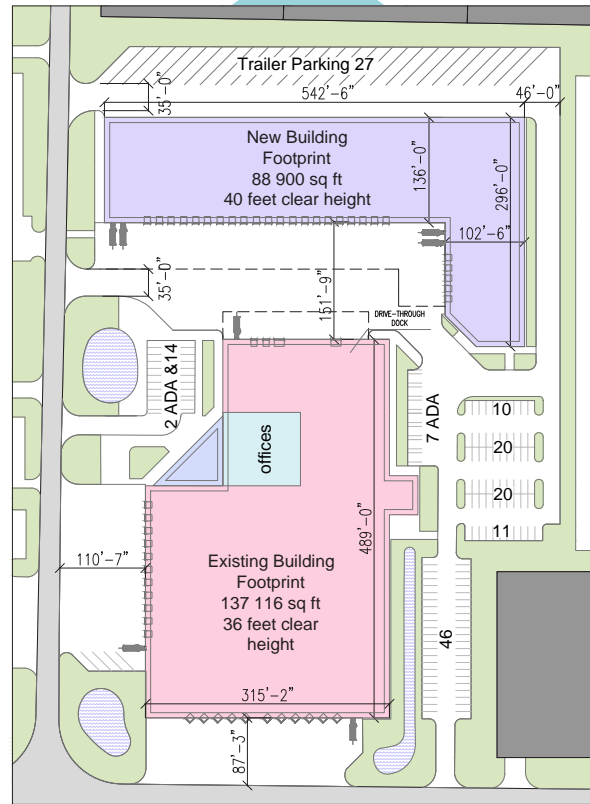 Trailer Parking 27
542'-6"
46'-0"
35'-0"
New Building
Footprint
88 900 sq ft
40 feet clear height
136'-0"
296'-0"
102'-6"
35'-0"
151'-9"
DRIVE-THROUGH
DOCK
2 ADA &14
7 ADA
10
20
20
11
offices
489'-0"
110'-7"
Existing Building
Footprint
137 116 sq ft
36 feet clear
height
46
315'-2"
87'-3"